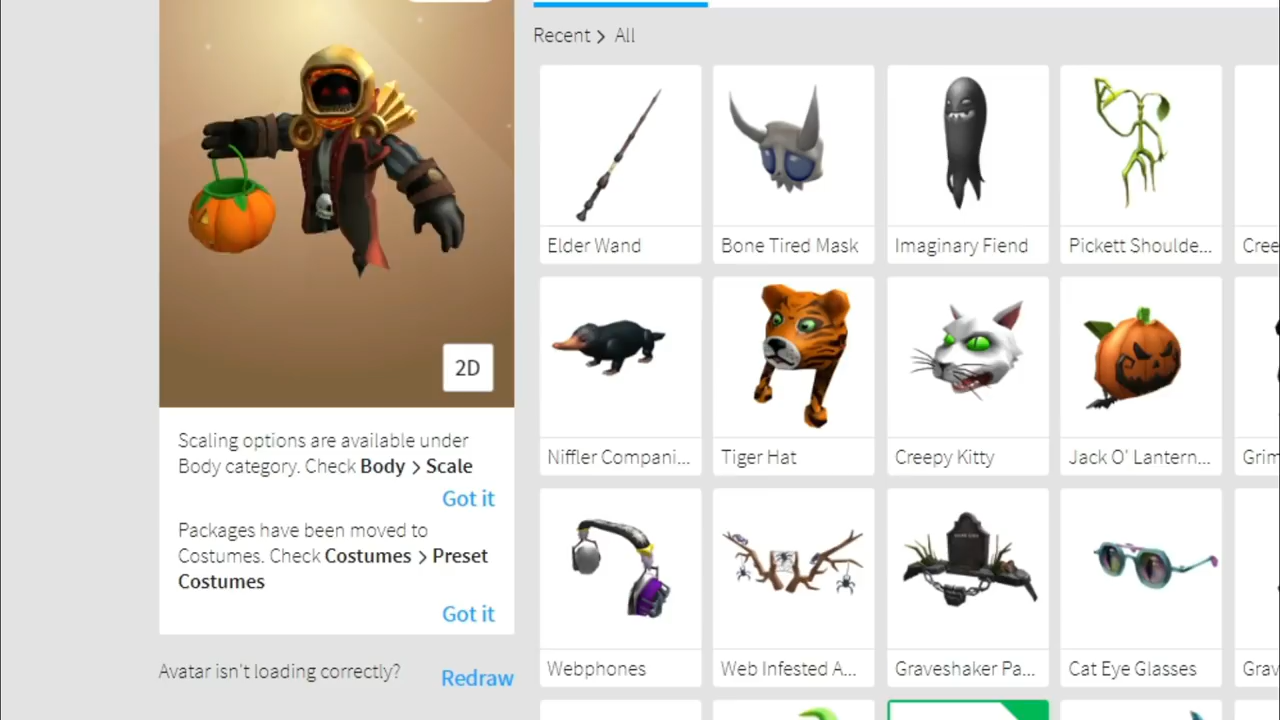 Recent > All
Elder Wand
Bone Tired Mask
Imaginary Fiend
Pickett Shoulde...
Cree
2D
Niffler Compani...
Tiger Hat
Creepy Kitty
Jack O' Lantern...
Grim
Scaling options are available under
Body category. Check Body > Scale
Got it
Packages have been moved to
Costumes. Check Costumes > Preset
Costumes
Got it
Webphones
Web Infested A...
Graveshaker Pa...
Cat Eye Glasses
Grav
Avatar isn't loading correctly?
Redraw